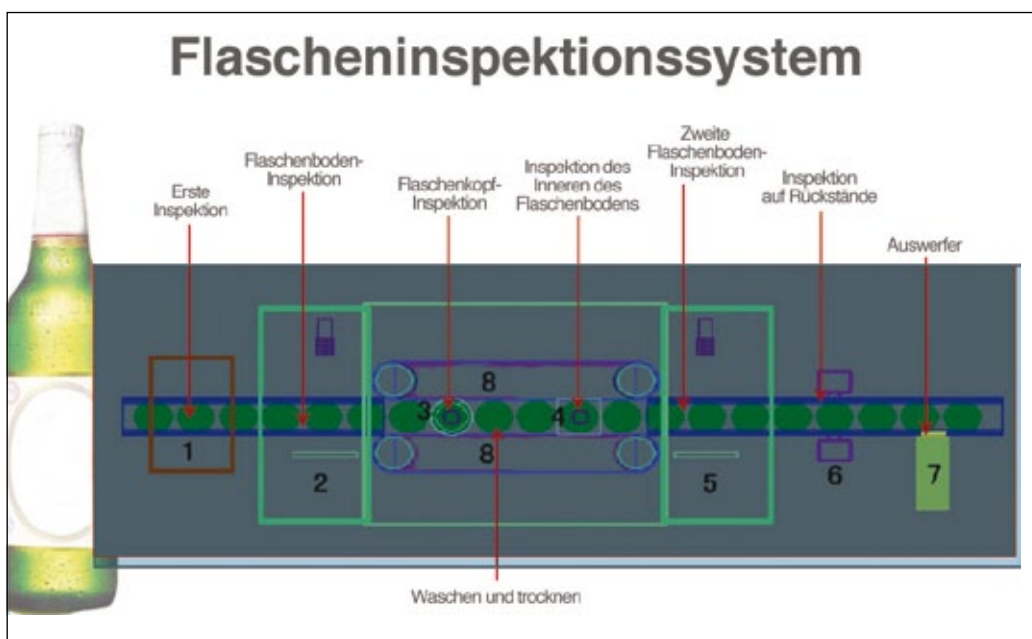 Flascheninspektionssystem
Erste
Inspektion
Flaschenboden-
Inspektion
Flaschenkopf-
Inspektion
Inspektion des
Inneren des
Flaschenbodens
Zweite
Flaschenboden-
Inspektion
Inspektion
auf Rückstände
Auswerfer
1
2
3
8
8
4
5
6
7
Waschen und trocknen